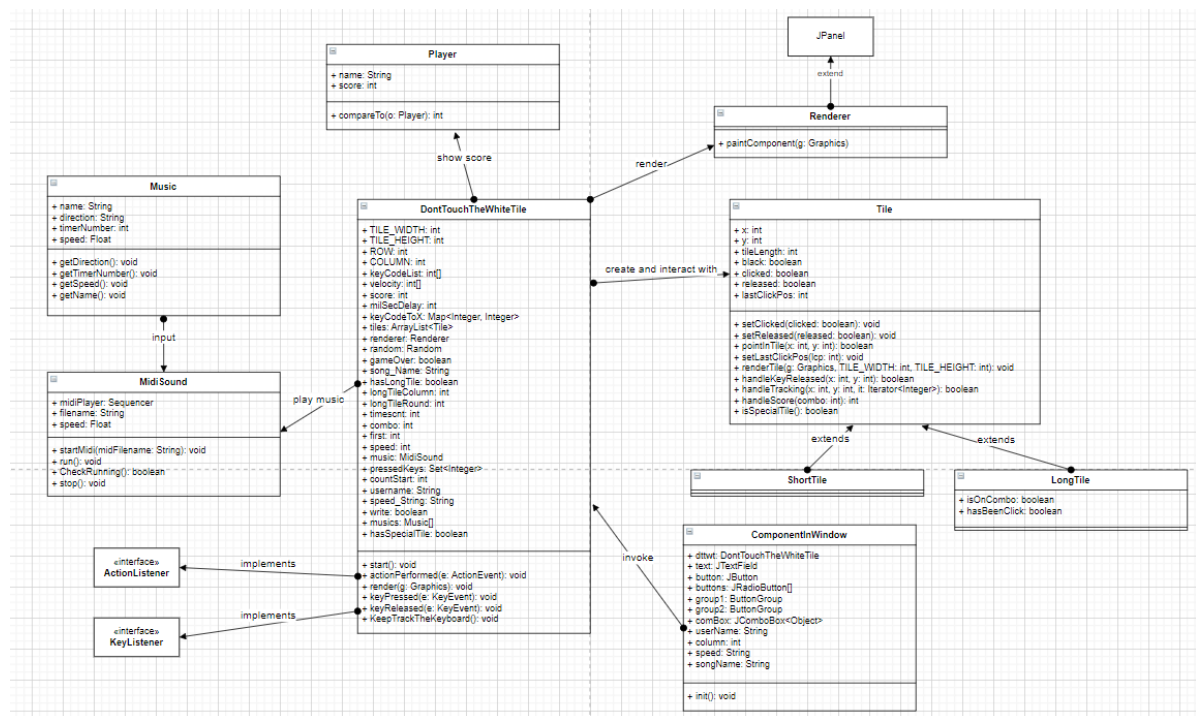 JPanel
extend
Player
+ name: String
+ score: int
+ compareTo(o: Player): int
Renderer
+ paintComponent(g: Graphics)
show score
render
Music
+ name: String
+ direction: String
+ timerNumber: int
+ speed: Float
+ getDirection(): void
+ getTimerNumber(): void
+ getSpeed(): void
+ getName(): void
input
MidiSound
+ midiPlayer: Sequencer
+ filename: String
+ speed: Float
+ startMidi(midFilename: String): void
+ run(): void
+ CheckRunning(): boolean
+ stop(): void
play music
DontTouchTheWhiteTile
+ TILE_WIDTH: int
+ TILE_HEIGHT: int
+ ROW: int
+ COLUMN: int
+ keyCodeList: int[]
+ velocity: int[]
+ score: int
+ milSecDelay: int
+ keyCodeToX: Map<Integer, Integer>
+ tiles: ArrayList<Tile>
+ renderer: Renderer
+ random: Random
+ gameOver: boolean
+ song_Name: String
+ hasLongTile: boolean
+ longTileColumn: int
+ longTileRound: int
+ timescnt: int
+ combo: int
+ first: int
+ speed: int
+ music: MidiSound
+ pressedKeys: Set<Integer>
+ countStart: int
+ username: String
+ speed_String: String
+ write: boolean
+ musics: Music[]
+ hasSpecialTile: boolean
+ start(): void
+ actionPerformed(e: ActionEvent): void
+ render(g: Graphics): void
+ keyPressed(e: KeyEvent): void
+ keyReleased(e: KeyEvent): void
+ KeepTrackTheKeyboard(): void
create and interact with
Tile
+ x: int
+ y: int
+ tileLength: int
+ black: boolean
+ clicked: boolean
+ released: boolean
+ lastClickPos: int
+ setClicked(clicked: boolean): void
+ setReleased(released: boolean): void
+ pointInTile(x: int, y: int): boolean
+ setLastClickPos(lcp: int): void
+ renderTile(g: Graphics, TILE_WIDTH: int, TILE_HEIGHT: int): void
+ handleKeyReleased(x: int, y: int): boolean
+ handleTracking(x: int, y: int, it: Iterator<Integer>): boolean
+ handleScore(combo: int): int
+ isSpecialTile(): boolean
extends
extends
ShortTile
LongTile
+ isOnCombo: boolean
+ hasBeenClick: boolean
ComponentInWindow
+ dttwt: DontTouchTheWhiteTile
+ text: JTextField
+ button: JButton
+ buttons: JRadioButton[]
+ group1: ButtonGroup
+ group2: ButtonGroup
+ comBox: JComboBox<Object>
+ userName: String
+ column: int
+ speed: String
+ songName: String
+ init(): void
invoke
«interface»
ActionListener
implements
«interface»
KeyListener
implements